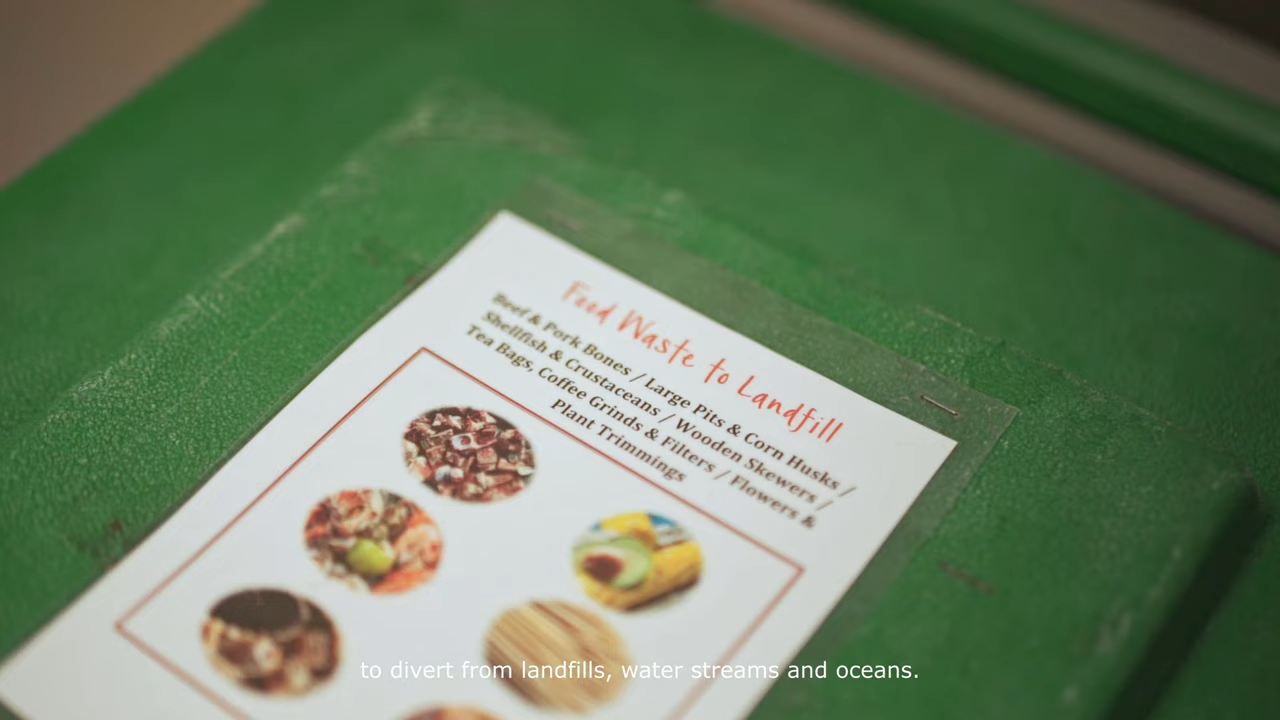 Food Waste to Landfill
Beef & Pork Bones / Large Pits & Corn Husks /
Shellfish & Crustaceans / Wooden Skewers /
Tea Bags, Coffee Grinds & Filters / Flowers &
Plant Trimmings
to divert from landfills, water streams and oceans.